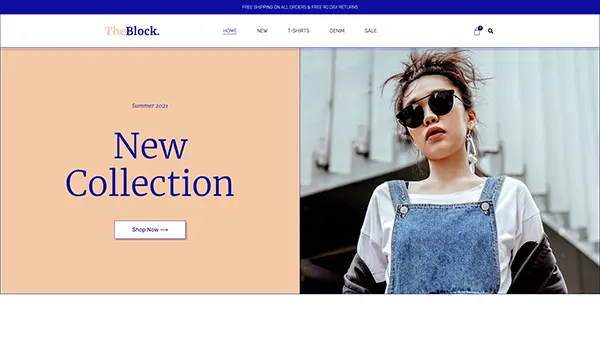 FREE SHIPPING ON ALL ORDERS & FREE 90 DAY RETURNS
TheBlock.
HOME NEW T-SHIRTS DENIM SALE
Summer 2021
New
Collection
Shop Now ⟶